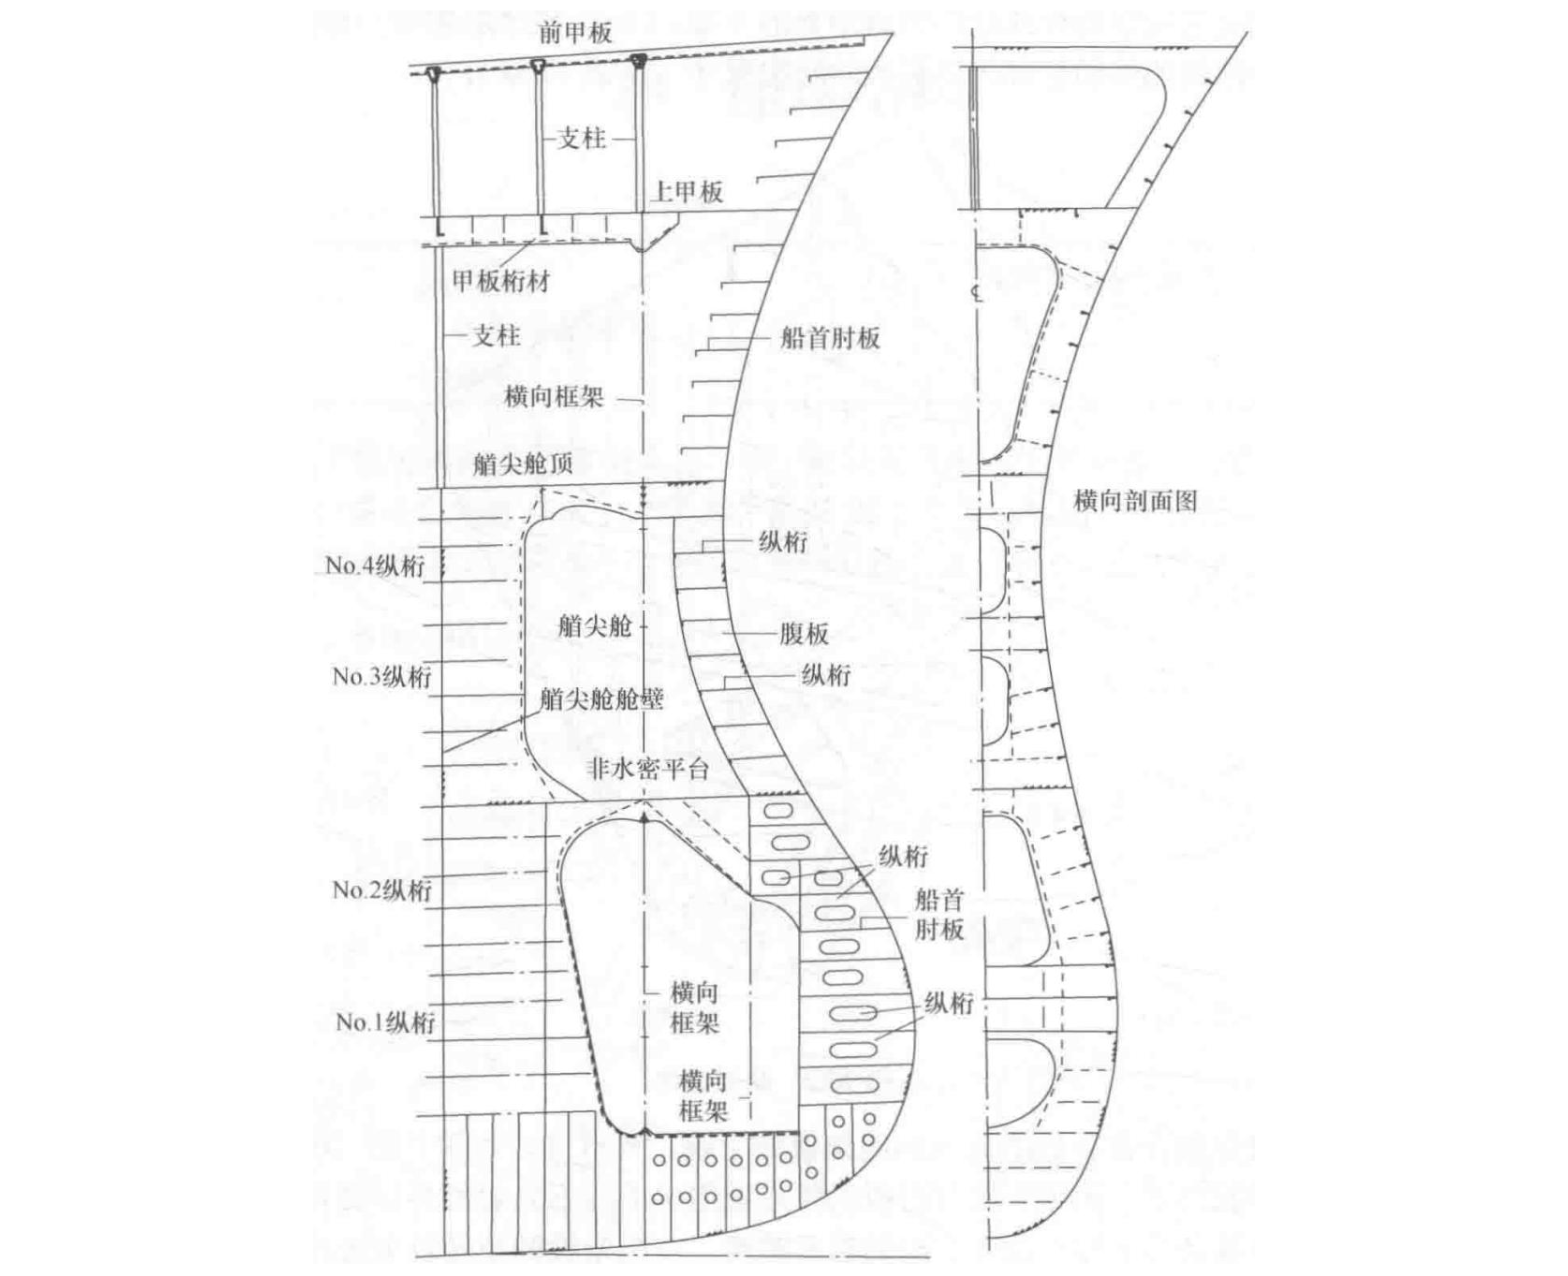 前甲板
支柱
上甲板
甲板桁材
支柱
船首肘板
横向框架
艏尖舱顶
横向剖面图
纵桁
No.4纵桁
艏尖舱
腹板
纵桁
No.3纵桁
艏尖舱舱壁
非水密平台
纵桁
No.2纵桁
船首
肘板
横向
框架
纵桁
No.1纵桁
横向
框架